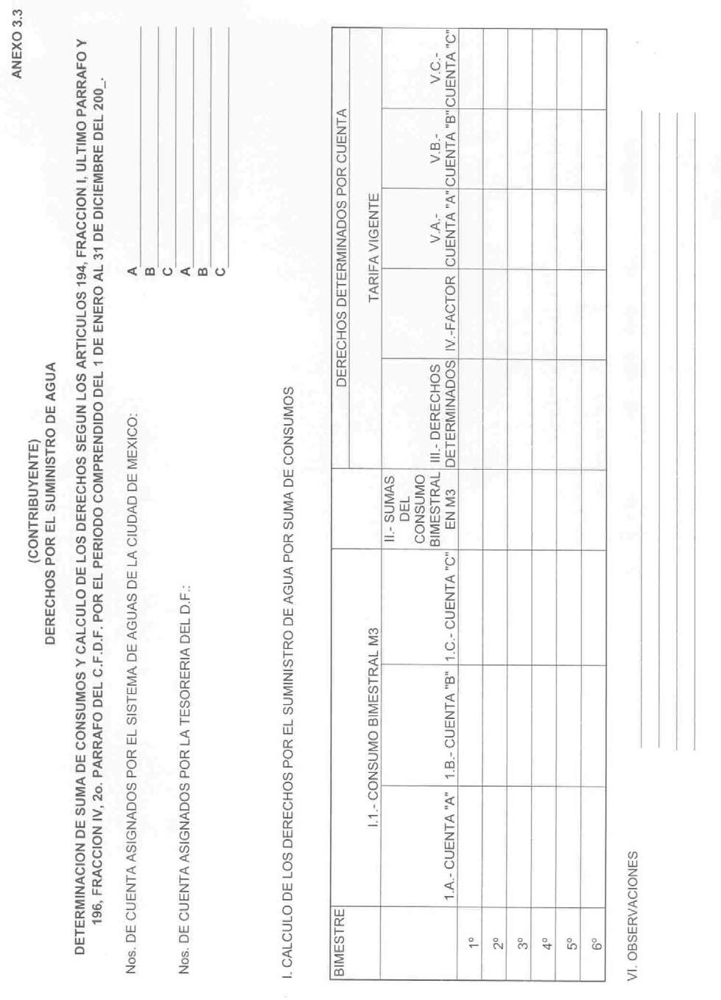 ANEXO 3.3
(CONTRIBUYENTE)
DERECHOS POR EL SUMINISTRO DE AGUA
DETERMINACION DE SUMA DE CONSUMOS Y CALCULO DE LOS DERECHOS SEGUN LOS ARTICULOS 194, FRACCION I, ULTIMO PARRAFO Y
196, FRACCION IV, 2o. PARRAFO DEL C.F.D.F. POR EL PERIODO COMPRENDIDO DEL 1 DE ENERO AL 31 DE DICIEMBRE DEL 200_.
Nos. DE CUENTA ASIGNADOS POR EL SISTEMA DE AGUAS DE LA CIUDAD DE MEXICO:
A
B
C
Nos. DE CUENTA ASIGNADOS POR LA TESORERIA DEL D.F.:
A
B
C
I. CALCULO DE LOS DERECHOS POR EL SUMINISTRO DE AGUA POR SUMA DE CONSUMOS
BIMESTRE
I.1.- CONSUMO BIMESTRAL M3
DERECHOS DETERMINADOS POR CUENTA
TARIFA VIGENTE
1.A.- CUENTA "A"
1.B.- CUENTA "B"
1.C.- CUENTA "C"
II.- SUMAS
DEL
CONSUMO
BIMESTRAL
EN M3
III.- DERECHOS
DETERMINADOS
IV.-FACTOR
V.A.-
CUENTA "A"
V.B.-
CUENTA "B"
V.C.-
CUENTA "C"
1º
2º
3º
4º
5º
6º
VI. OBSERVACIONES